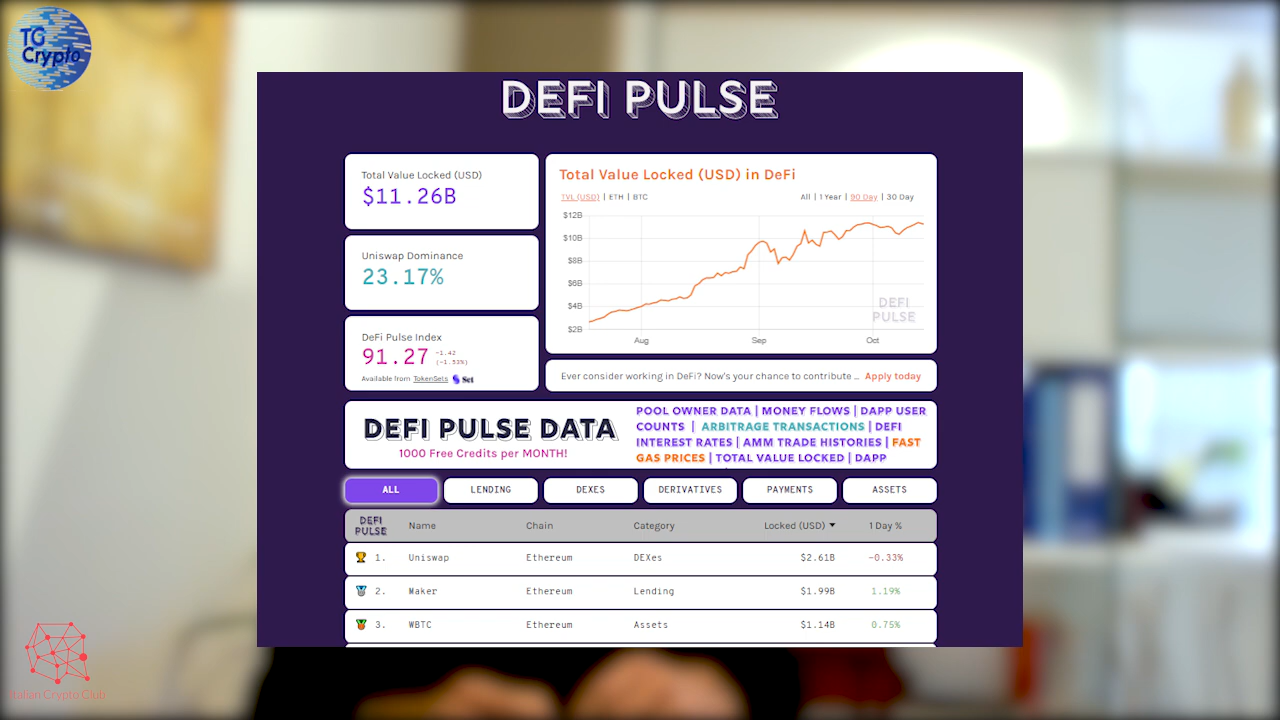 TG
Crypto
DEFI PULSE
Total Value Locked (USD)
$11.26B
Uniswap Dominance
23.17%
DeFi Pulse Index
91.27
-1.42
(-1.53%)
Available from TokenSets Set
Total Value Locked (USD) in DeFi
TVL (USD) | ETH | BTC
All | 1 Year | 90 Day | 30 Day
$12B
$10B
$8B
$6B
$4B
$2B
Aug Sep Oct
DEFI
PULSE
Ever consider working in DeFi? Now's your chance to contribute … Apply today
DEFI PULSE DATA
1000 Free Credits per MONTH!
POOL OWNER DATA | MONEY FLOWS | DAPP USER
COUNTS | ARBITRAGE TRANSACTIONS | DEFI
INTEREST RATES | AMM TRADE HISTORIES | FAST
GAS PRICES | TOTAL VALUE LOCKED | DAPP
ALL LENDING DEXES DERIVATIVES PAYMENTS ASSETS
DEFI
PULSE
Name Chain Category Locked (USD) 1 Day %
1. Uniswap Ethereum DEXes $2.61B -0.33%
2. Maker Ethereum Lending $1.99B 1.19%
3. WBTC Ethereum Assets $1.14B 0.75%
Italian Crypto Club